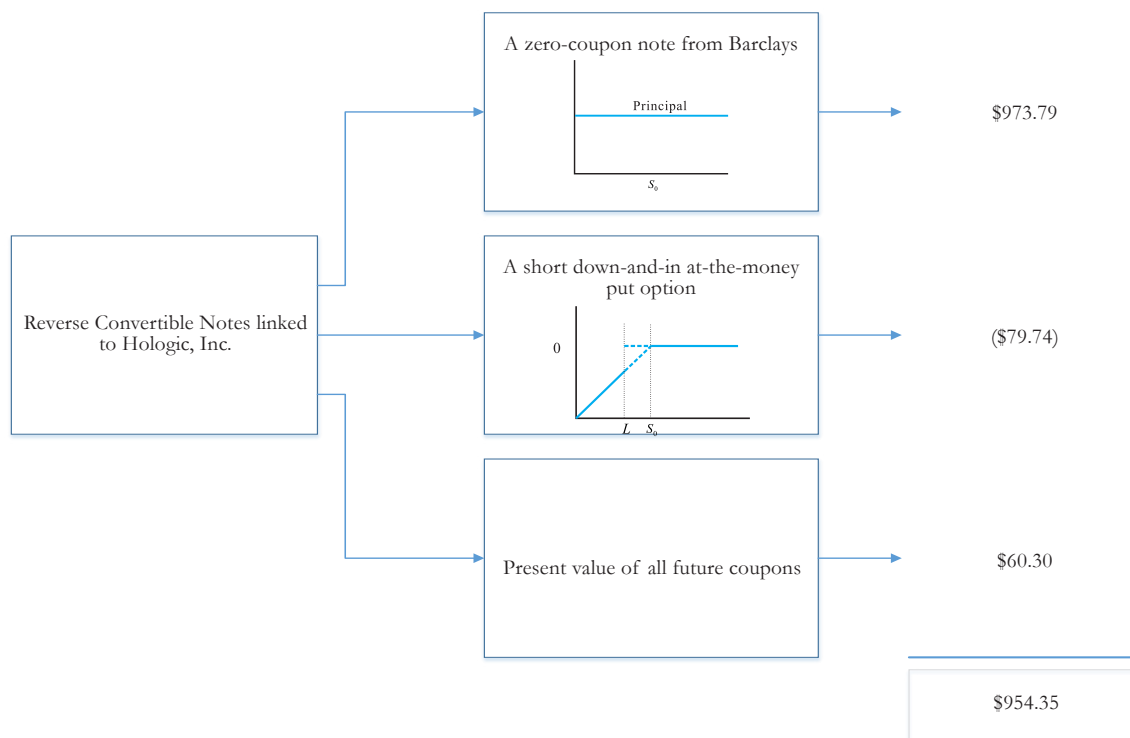 A zero-coupon note from Barclays
Principal
S₀
$973.79
Reverse Convertible Notes linked
to Hologic, Inc.
A short down-and-in at-the-money
put option
0
L S₀
($79.74)
Present value of all future coupons
$60.30
$954.35